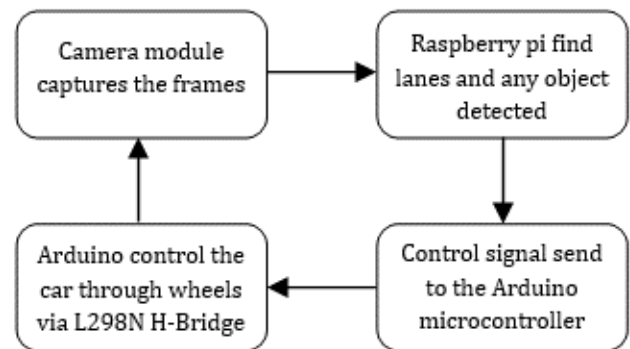 Camera module
captures the frames
Raspberry pi find
lanes and any object
detected
Control signal send
to the Arduino
microcontroller
Arduino control the
car through wheels
via L298N H-Bridge